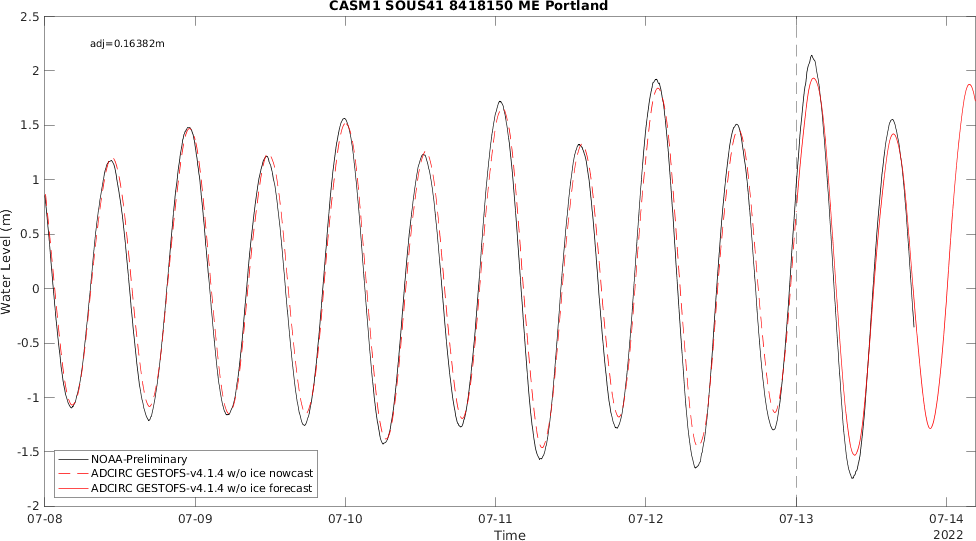 CASM1 SOUS41 8418150 ME Portland
adj=0.16382m
2.5
2
1.5
1
0.5
0
-0.5
-1
-1.5
-2
Water Level (m)
NOAA-Preliminary
ADCIRC GESTOFS-v4.1.4 w/o ice nowcast
ADCIRC GESTOFS-v4.1.4 w/o ice forecast
07-08 07-09 07-10 07-11 07-12 07-13 07-14
Time
2022